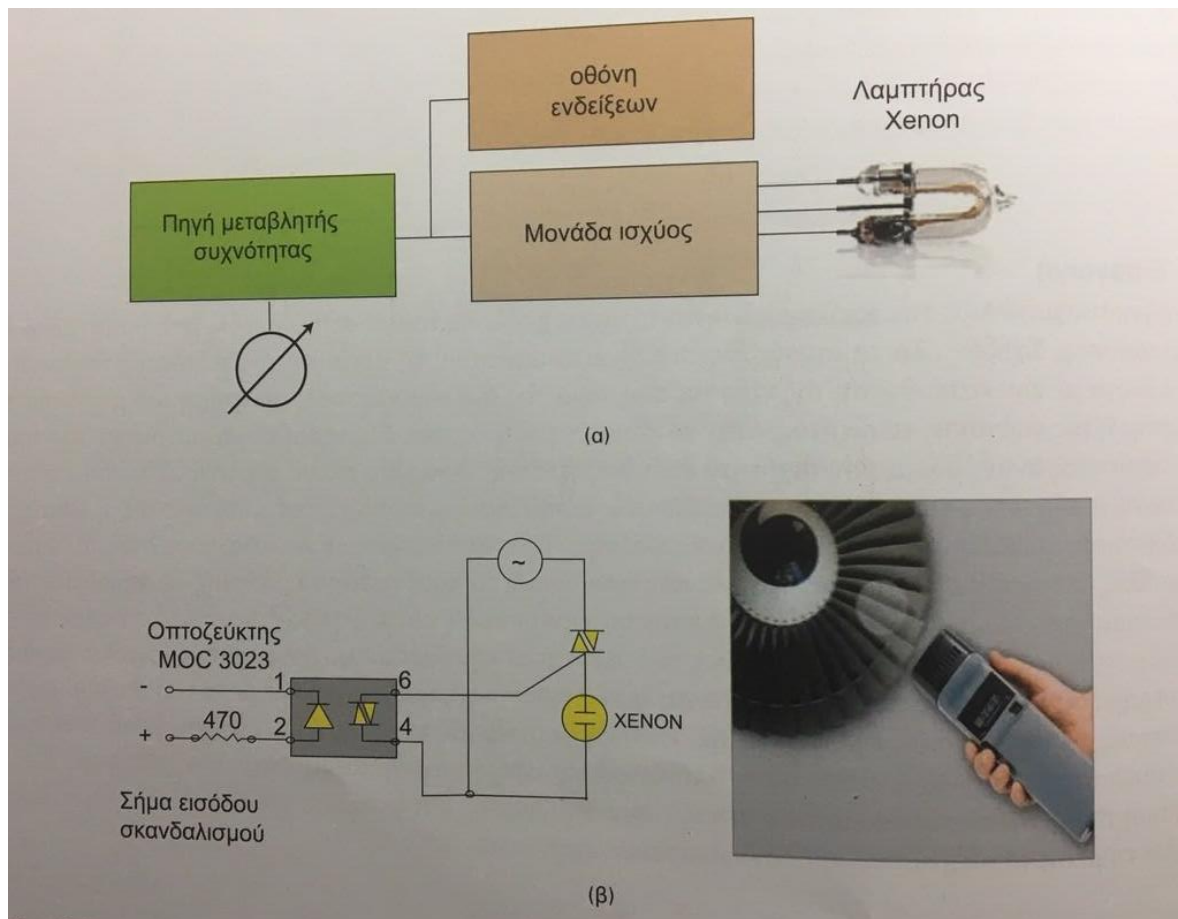 οθόνη
ενδείξεων
Λαμπτήρας
Xenon
Πηγή μεταβλητής
συχνότητας
Μονάδα ισχύος
(α)
~
Οπτοζεύκτης
MOC 3023
- 1 6
470
+ 2 4
XENON
Σήμα εισόδου
σκανδαλισμού
(β)